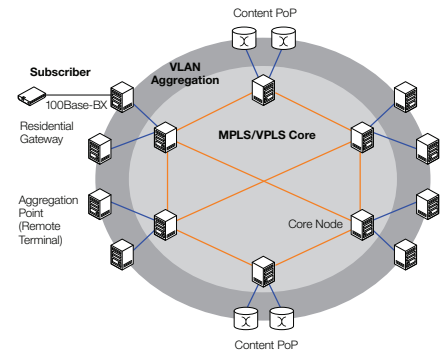 Content PoP
VLAN
Aggregation
Subscriber
100Base-BX
Residential
Gateway
MPLS/VPLS Core
Aggregation
Point
(Remote
Terminal)
Core Node
Content PoP